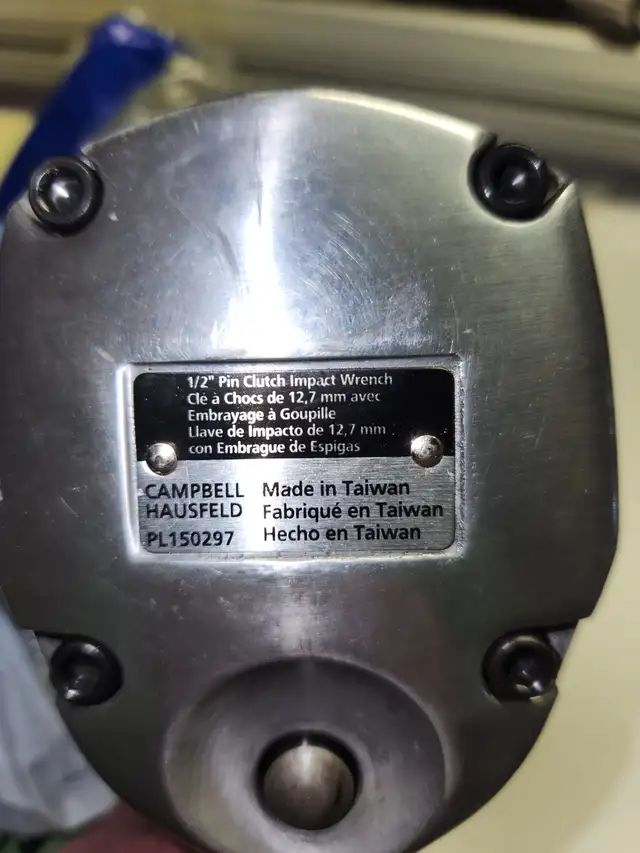 1/2" Pin Clutch Impact Wrench
Clé à Chocs de 12,7 mm avec
Embrayage à Goupille
Llave de Impacto de 12,7 mm
con Embrague de Espigas
CAMPBELL Made in Taiwan
HAUSFELD Fabriqué en Taiwan
PL150297 Hecho en Taiwan